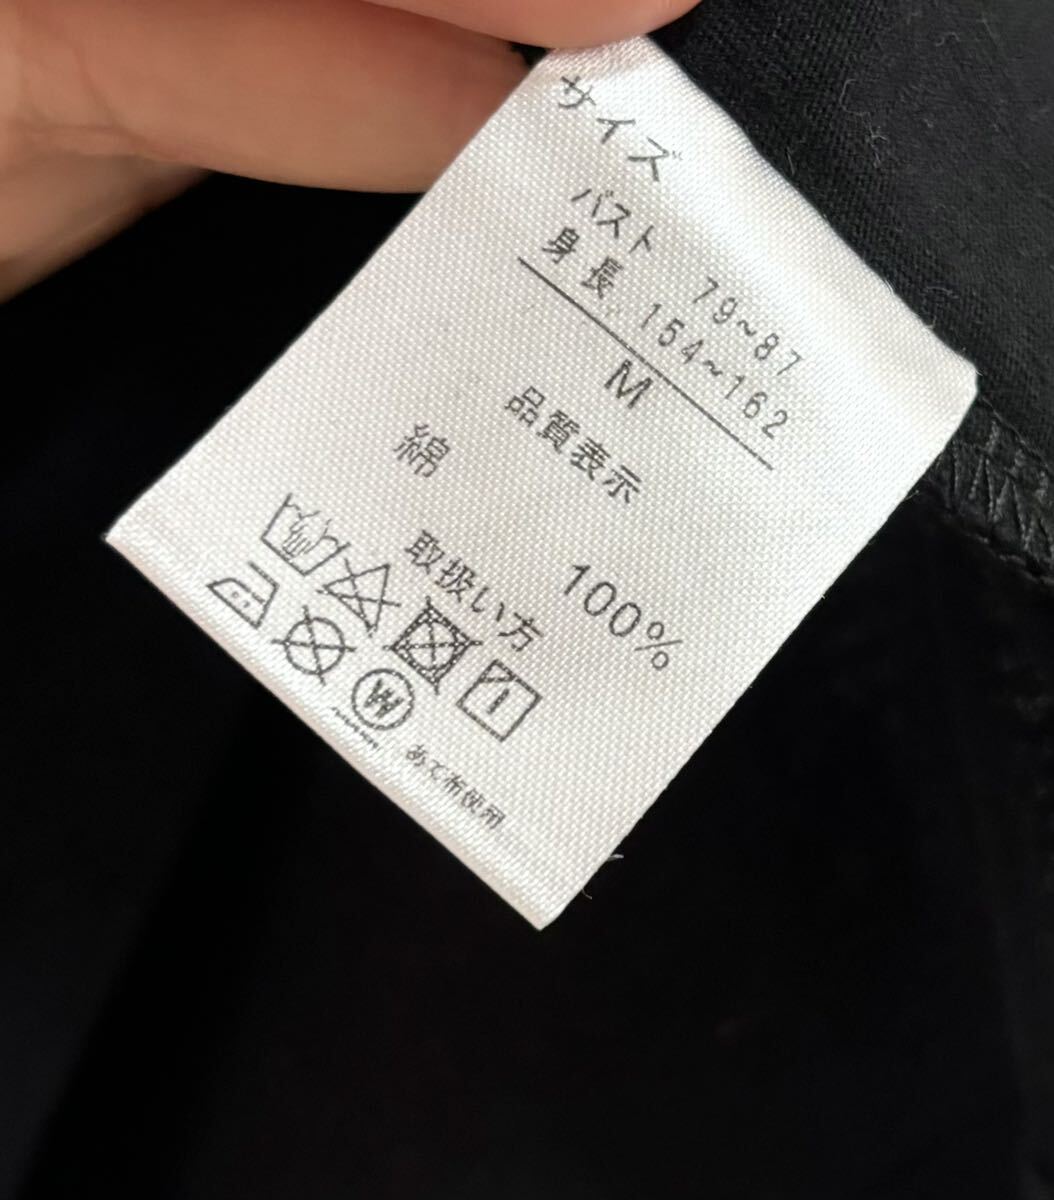 サイズ
バスト 79~87
身長 154~162
M
品質表示
綿 100%
取扱い方
W
あて布使用